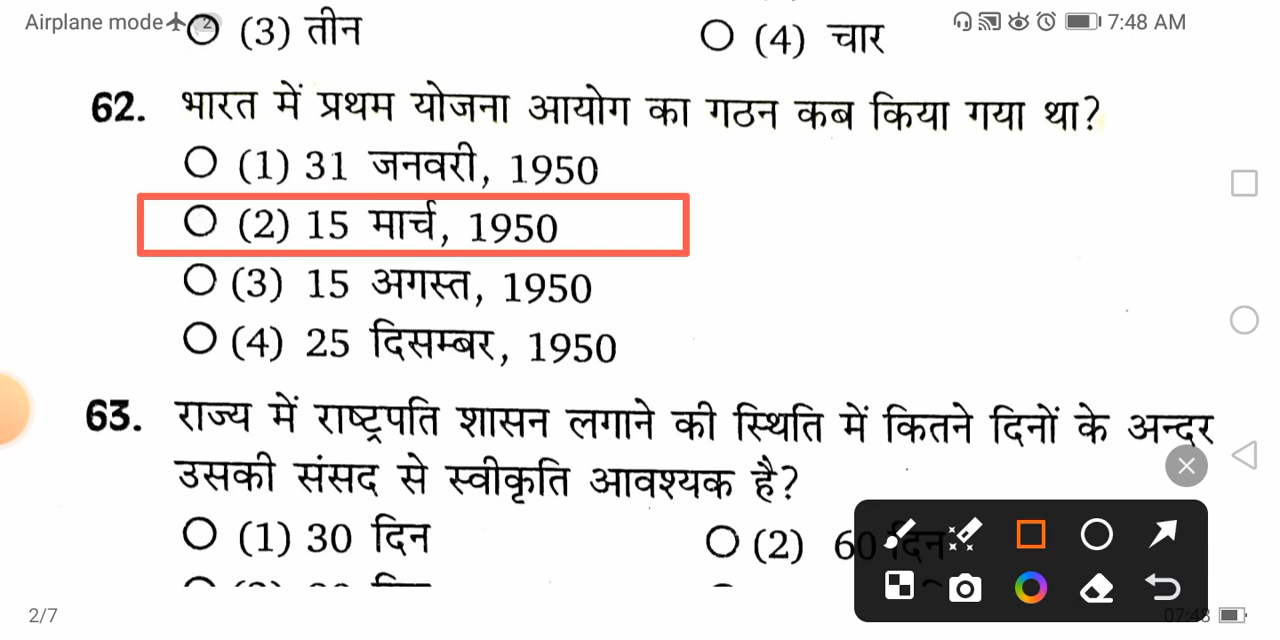 Airplane mode 2 (3) तीन (4) चार 7:48 AM
62. भारत में प्रथम योजना आयोग का गठन कब किया गया था?
(1) 31 जनवरी, 1950
(2) 15 मार्च, 1950
(3) 15 अगस्त, 1950
(4) 25 दिसम्बर, 1950
63. राज्य में राष्ट्रपति शासन लगाने की स्थिति में कितने दिनों के अन्दर
उसकी संसद से स्वीकृति आवश्यक है?
(1) 30 दिन (2) 60 दिन
2/7 07:48